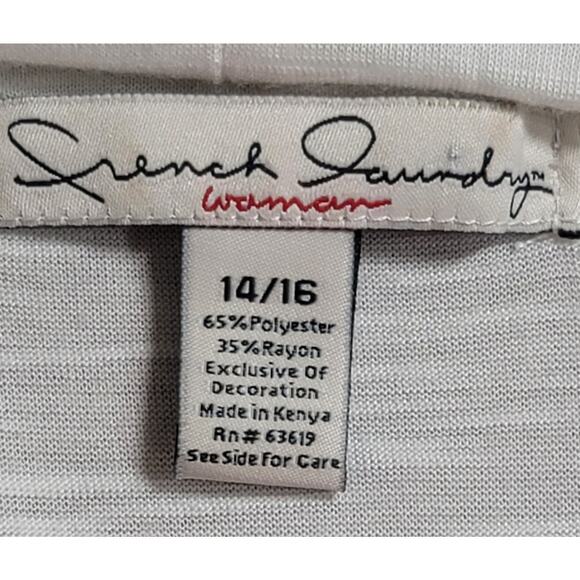 French Laundry™
woman
14/16
65%Polyester
35%Rayon
Exclusive Of
Decoration
Made in Kenya
Rn# 63619
See Side For Care